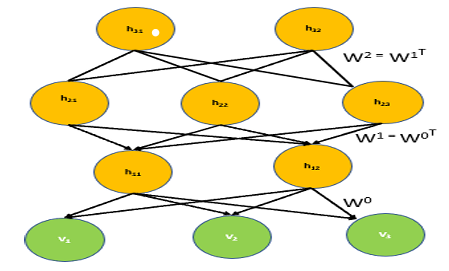 h₃₁ h₃₂
W2 = W1ᵀ
h₂₁ h₂₂ h₂₃
W1 – W0ᵀ
h₁₁ h₁₂
W⁰
V₁ V₂ V₃